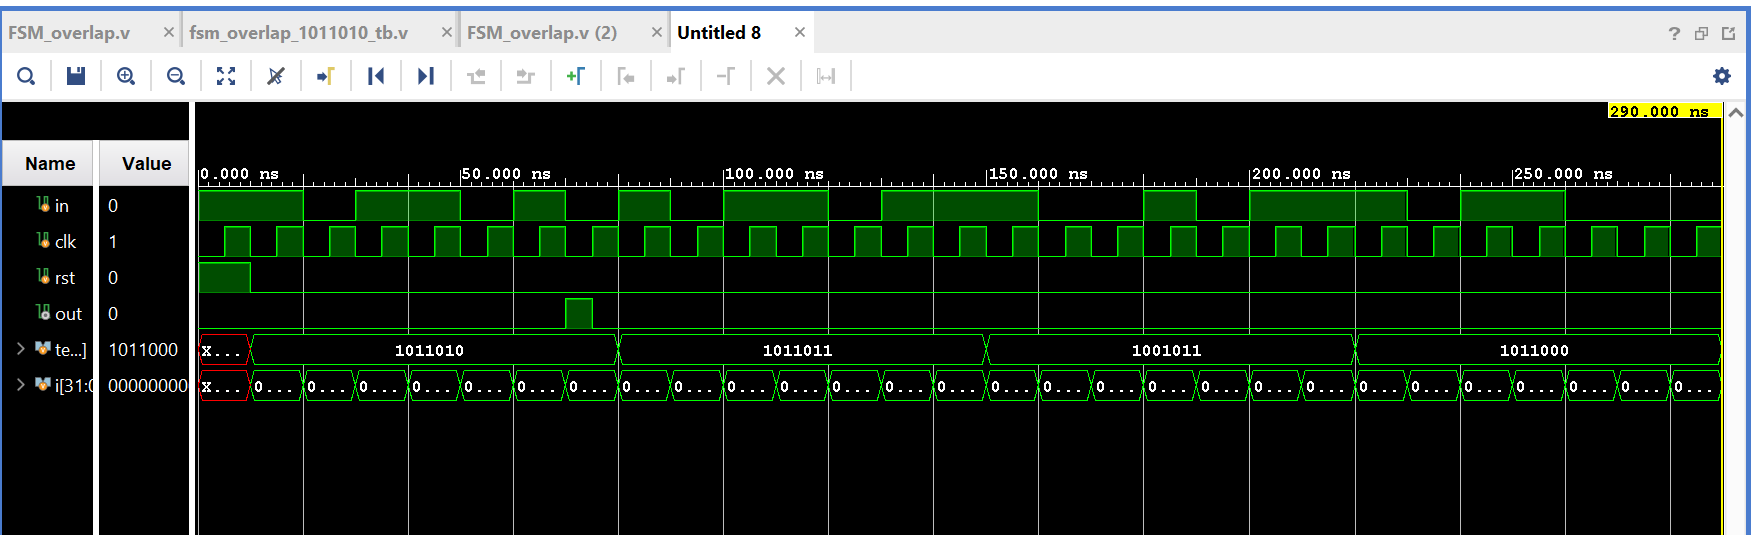 FSM_overlap.v × fsm_overlap_1011010_tb.v × FSM_overlap.v (2) × Untitled 8 ×
290.000 ns
Name Value
0.000 ns 50.000 ns 100.000 ns 150.000 ns 200.000 ns 250.000 ns
in 0
clk 1
rst 0
out 0
te...] 1011000 X... 1011010 1011011 1001011 1011000
i[31:0 00000000 X... 0... 0... 0... 0... 0... 0... 0... 0... 0... 0... 0... 0... 0... 0... 0... 0... 0... 0... 0... 0... 0... 0... 0... 0... 0... 0... 0... 0...